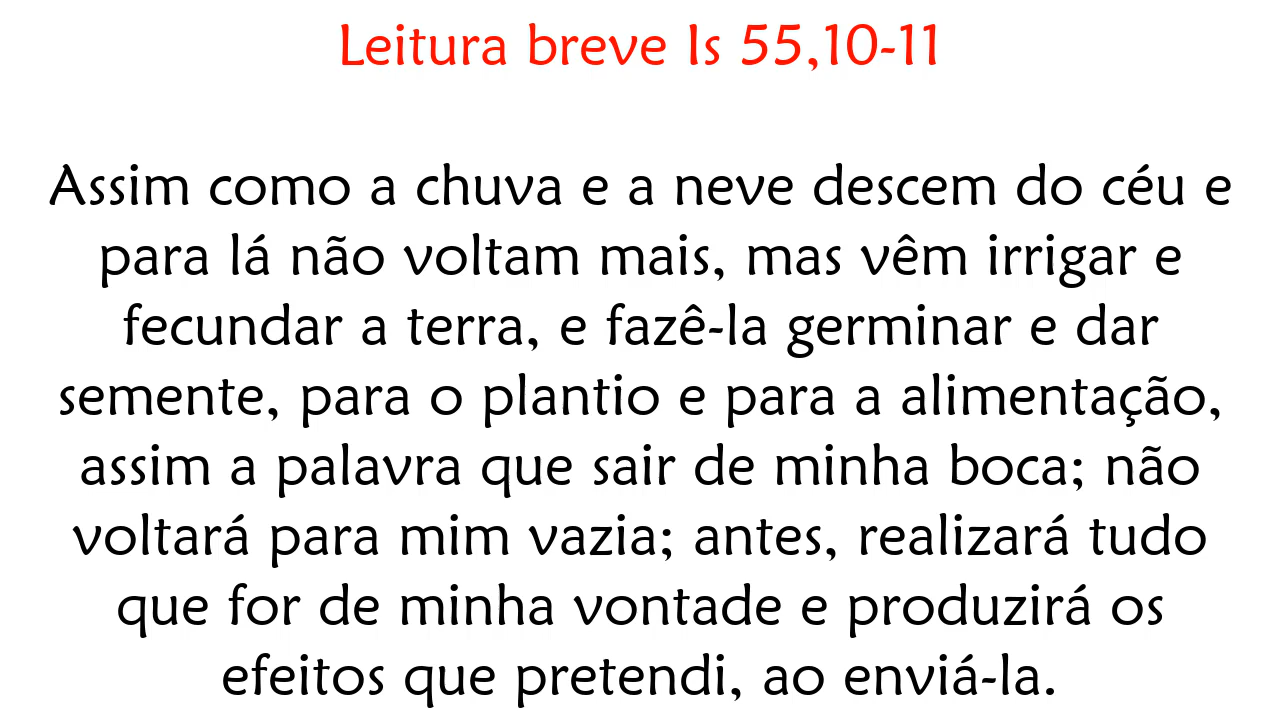 Leitura breve Is 55,10-11
Assim como a chuva e a neve descem do céu e
para lá não voltam mais, mas vêm irrigar e
fecundar a terra, e fazê-la germinar e dar
semente, para o plantio e para a alimentação,
assim a palavra que sair de minha boca; não
voltará para mim vazia; antes, realizará tudo
que for de minha vontade e produzirá os
efeitos que pretendi, ao enviá-la.